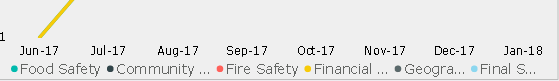 1
Jun-17 Jul-17 Aug-17 Sep-17 Oct-17 Nov-17 Dec-17 Jan-18
Food Safety Community ... Fire Safety Financial ... Geogra... Final S...